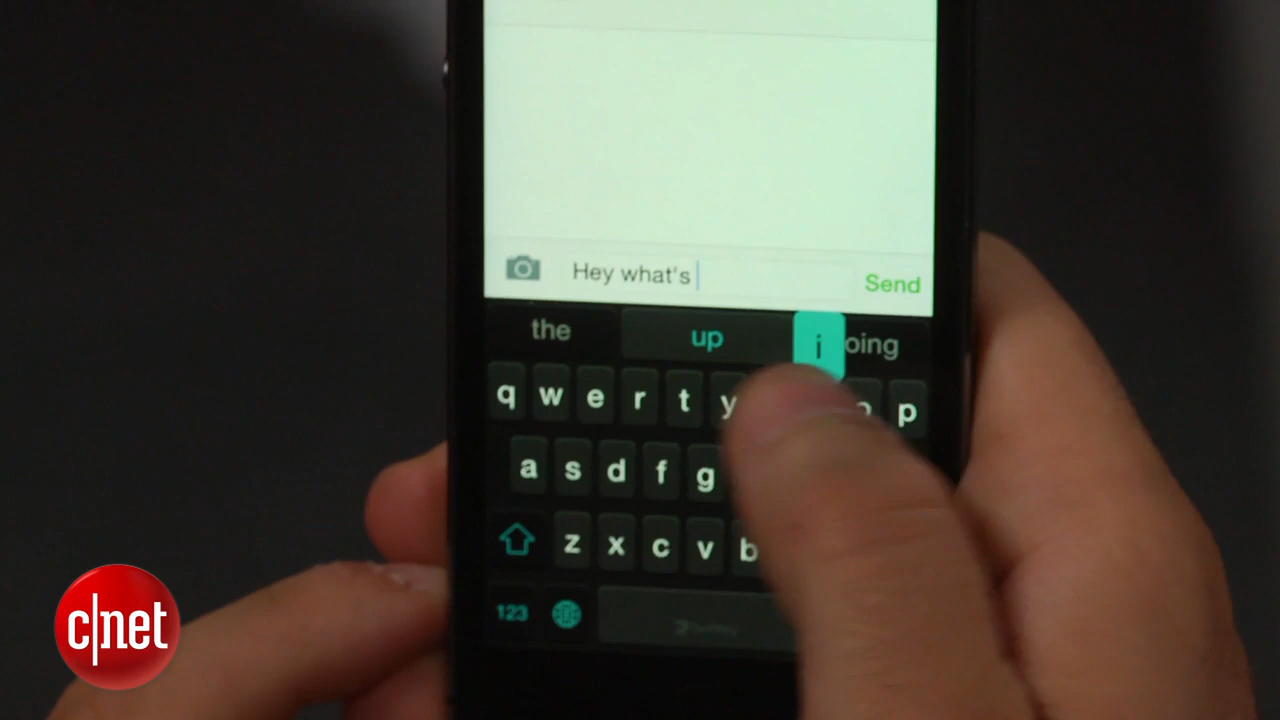 Hey what's
Send
the up i oing
q w e r t y p
a s d f g
z x c v b
123
c|net